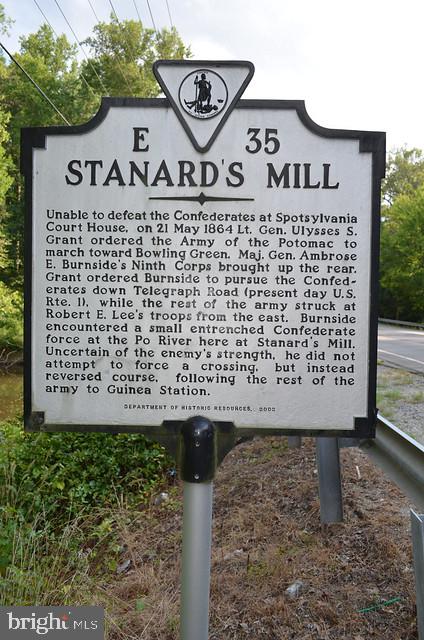 E 35
STANARD'S MILL
Unable to defeat the Confederates at Spotsylvania
Court House, on 21 May 1864 Lt. Gen. Ulysses S.
Grant ordered the Army of the Potomac to
march toward Bowling Green. Maj. Gen. Ambrose
E. Burnside's Ninth Corps brought up the rear.
Grant ordered Burnside to pursue the Confed-
erates down Telegraph Road (present day U.S.
Rte. 1), while the rest of the army struck at
Robert E. Lee's troops from the east. Burnside
encountered a small entrenched Confederate
force at the Po River here at Stanard's Mill.
Uncertain of the enemy's strength, he did not
attempt to force a crossing, but instead
reversed course, following the rest of the
army to Guinea Station.
DEPARTMENT OF HISTORIC RESOURCES, 2002
bright MLS